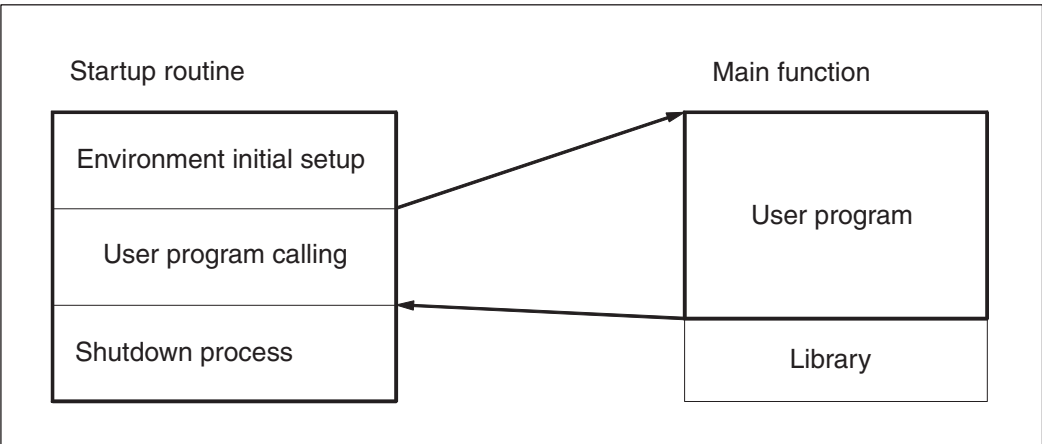 Startup routine
Main function
Environment initial setup
User program calling
User program
Shutdown process
Library